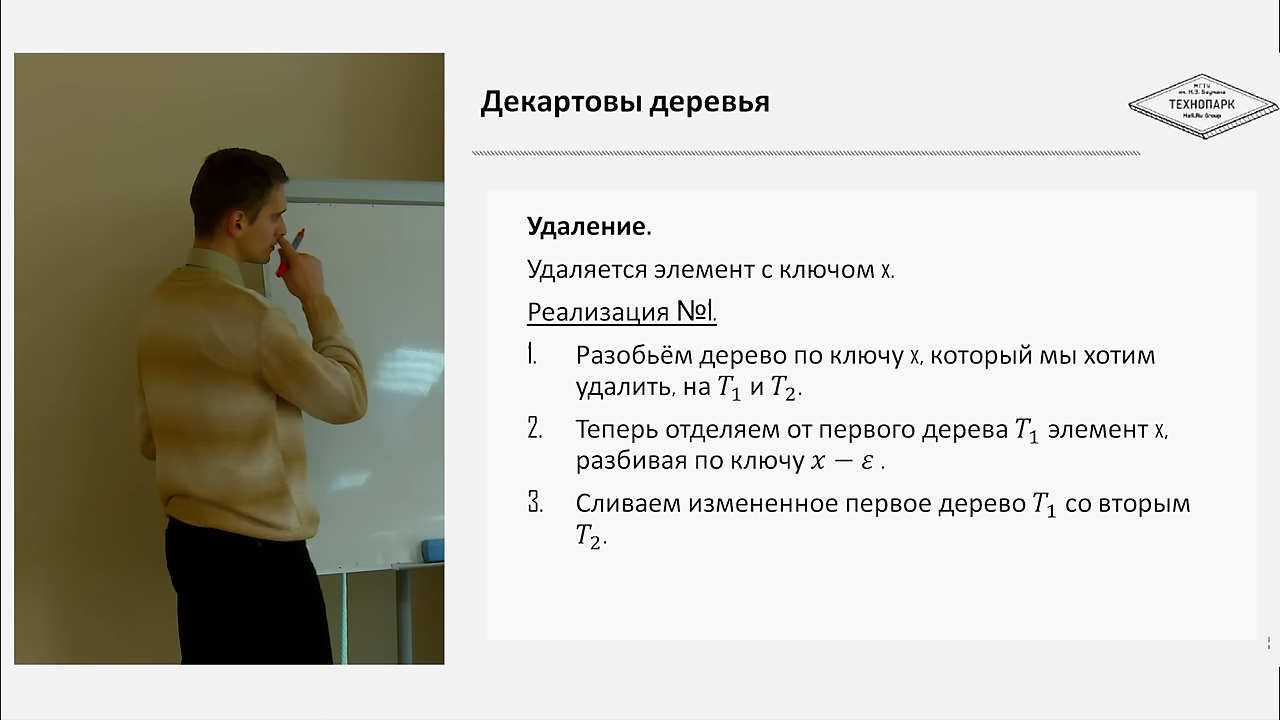 Декартовы деревья
МГТУ
им. Н.Э. Баумана
ТЕХНОПАРК
Mail.Ru Group
Удаление.
Удаляется элемент с ключом x.
Реализация №1.
1. Разобьём дерево по ключу x, который мы хотим
удалить, на T₁ и T₂.
2. Теперь отделяем от первого дерева T₁ элемент x,
разбивая по ключу x − ε .
3. Сливаем измененное первое дерево T₁ со вторым
T₂.